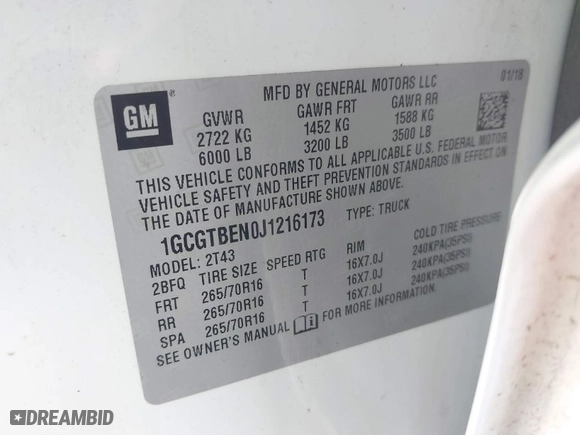 MFD BY GENERAL MOTORS LLC 01/18
GM
GVWR GAWR FRT GAWR RR
2722 KG 1452 KG 1588 KG
6000 LB 3200 LB 3500 LB
THIS VEHICLE CONFORMS TO ALL APPLICABLE U.S. FEDERAL MOTOR
VEHICLE SAFETY AND THEFT PREVENTION STANDARDS IN EFFECT ON
THE DATE OF MANUFACTURE SHOWN ABOVE.
1GCGTBEN0J1216173 TYPE: TRUCK
MODEL: 2T43
2BFQ TIRE SIZE SPEED RTG RIM COLD TIRE PRESSURE
FRT 265/70R16 T 16X7.0J 240KPA(35PSI)
RR 265/70R16 T 16X7.0J 240KPA(35PSI)
SPA 265/70R16 T 16X7.0J 240KPA(35PSI)
SEE OWNER'S MANUAL FOR MORE INFORMATION
DREAMBID